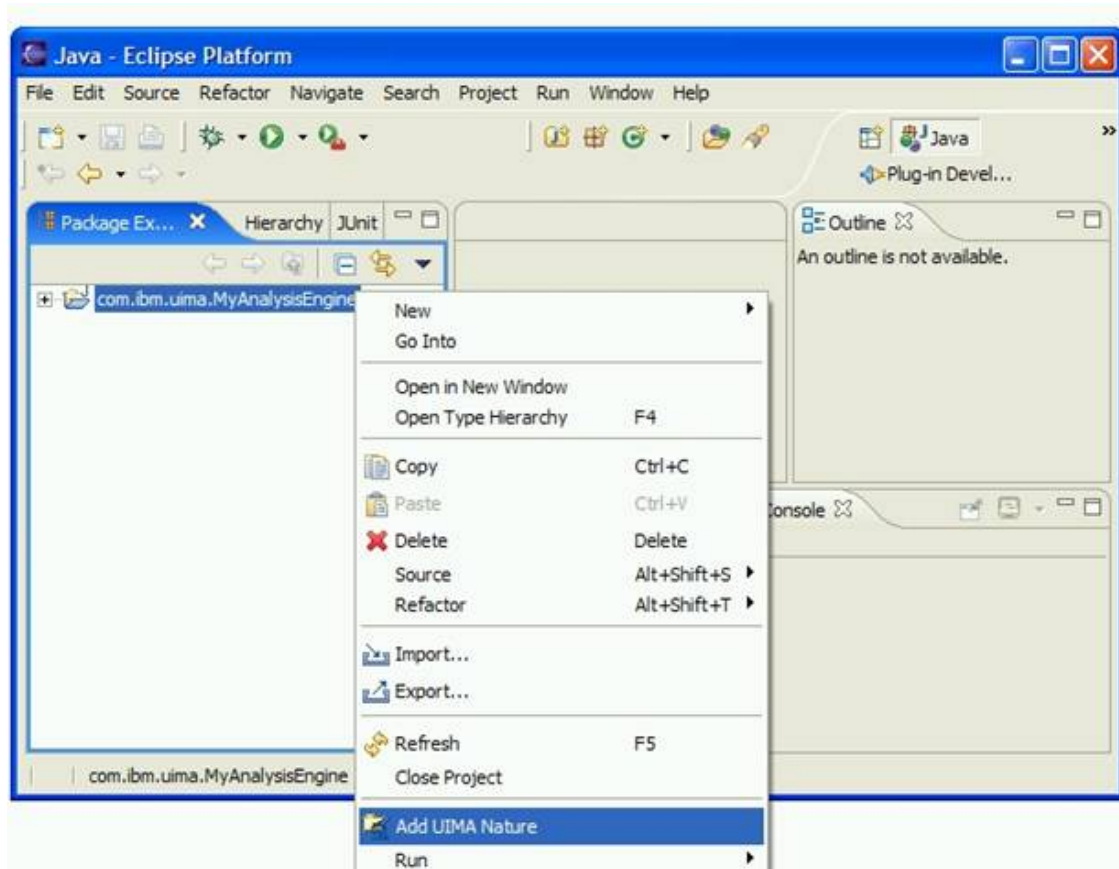 Java - Eclipse Platform
File Edit Source Refactor Navigate Search Project Run Window Help
Java
Plug-in Devel...
Package Ex... Hierarchy JUnit
Outline
An outline is not available.
com.ibm.uima.MyAnalysisEngine
New
Go Into
Open in New Window
Open Type Hierarchy F4
Copy Ctrl+C
Paste Ctrl+V
Console
Delete Delete
Source Alt+Shift+S
Refactor Alt+Shift+T
Import...
Export...
Refresh F5
com.ibm.uima.MyAnalysisEngine
Close Project
Add UIMA Nature
Run